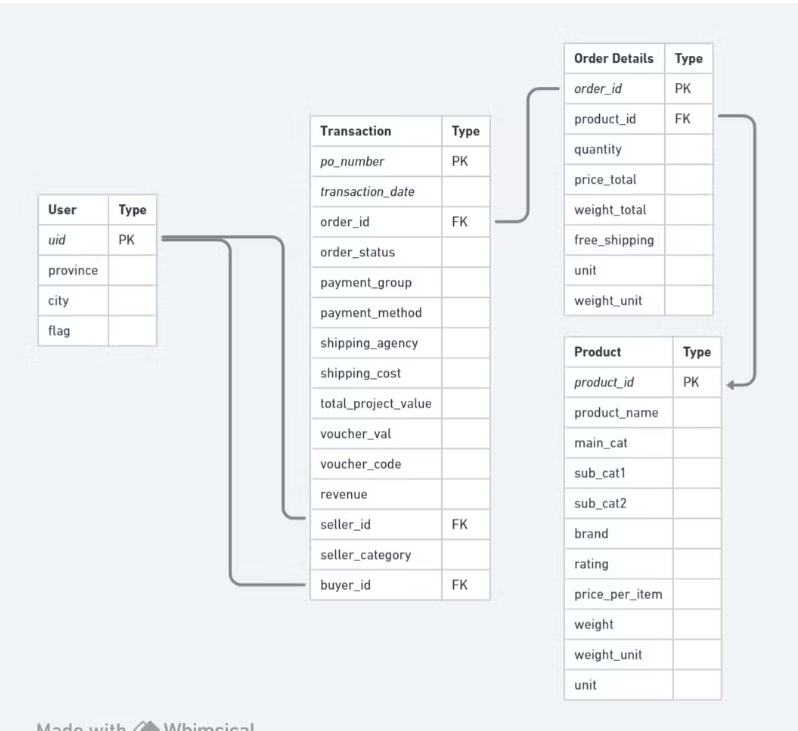 User Type
uid PK
province
city
flag
Transaction Type
po_number PK
transaction_date
order_id FK
order_status
payment_group
payment_method
shipping_agency
shipping_cost
total_project_value
voucher_val
voucher_code
revenue
seller_id FK
seller_category
buyer_id FK
Order Details Type
order_id PK
product_id FK
quantity
price_total
weight_total
free_shipping
unit
weight_unit
Product Type
product_id PK
product_name
main_cat
sub_cat1
sub_cat2
brand
rating
price_per_item
weight
weight_unit
unit
Made with Whimsical